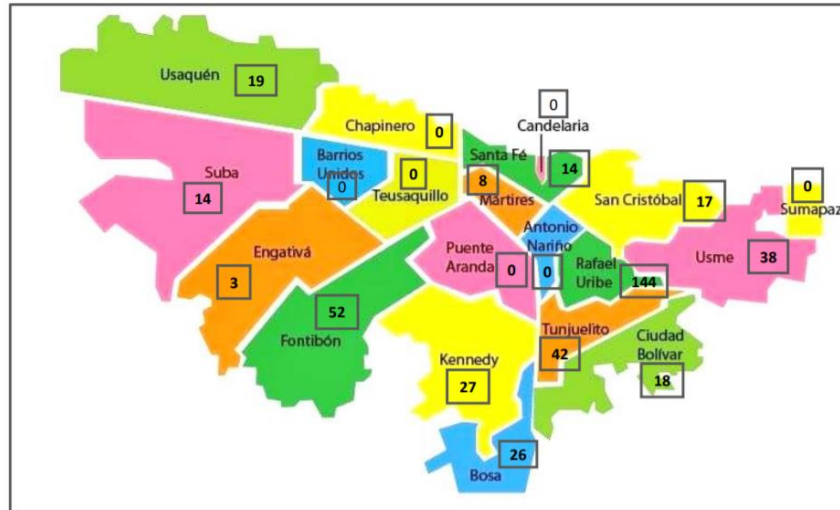 Usaquén
19
Chapinero
0
0
Candelaria
Santa Fé
14
Barrios
Unidos
0
0
Teusaquillo
8
Mártires
Suba
14
San Cristóbal
17
0
Sumapaz
Antonio
Nariño
0
Engativá
3
Puente
Aranda
0
Rafael
Uribe
144
Usme
38
52
Fontibón
Tunjuelito
42
Ciudad
Bolívar
18
Kennedy
27
26
Bosa